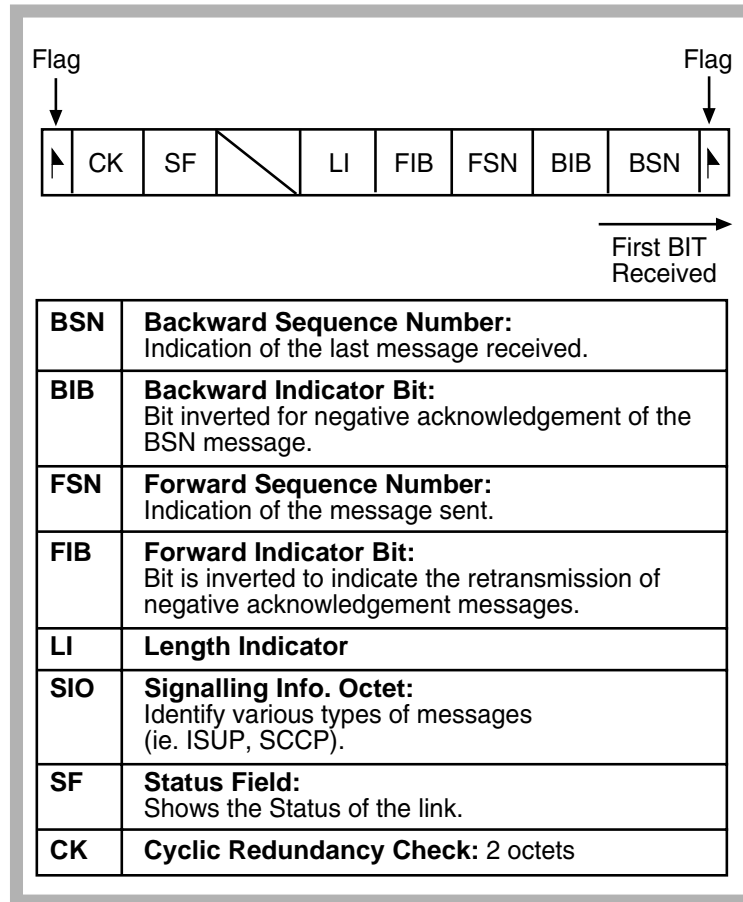 Flag Flag
CK SF LI FIB FSN BIB BSN
First BIT
Received
BSN Backward Sequence Number:
Indication of the last message received.
BIB Backward Indicator Bit:
Bit inverted for negative acknowledgement of the
BSN message.
FSN Forward Sequence Number:
Indication of the message sent.
FIB Forward Indicator Bit:
Bit is inverted to indicate the retransmission of
negative acknowledgement messages.
LI Length Indicator
SIO Signalling Info. Octet:
Identify various types of messages
(ie. ISUP, SCCP).
SF Status Field:
Shows the Status of the link.
CK Cyclic Redundancy Check: 2 octets